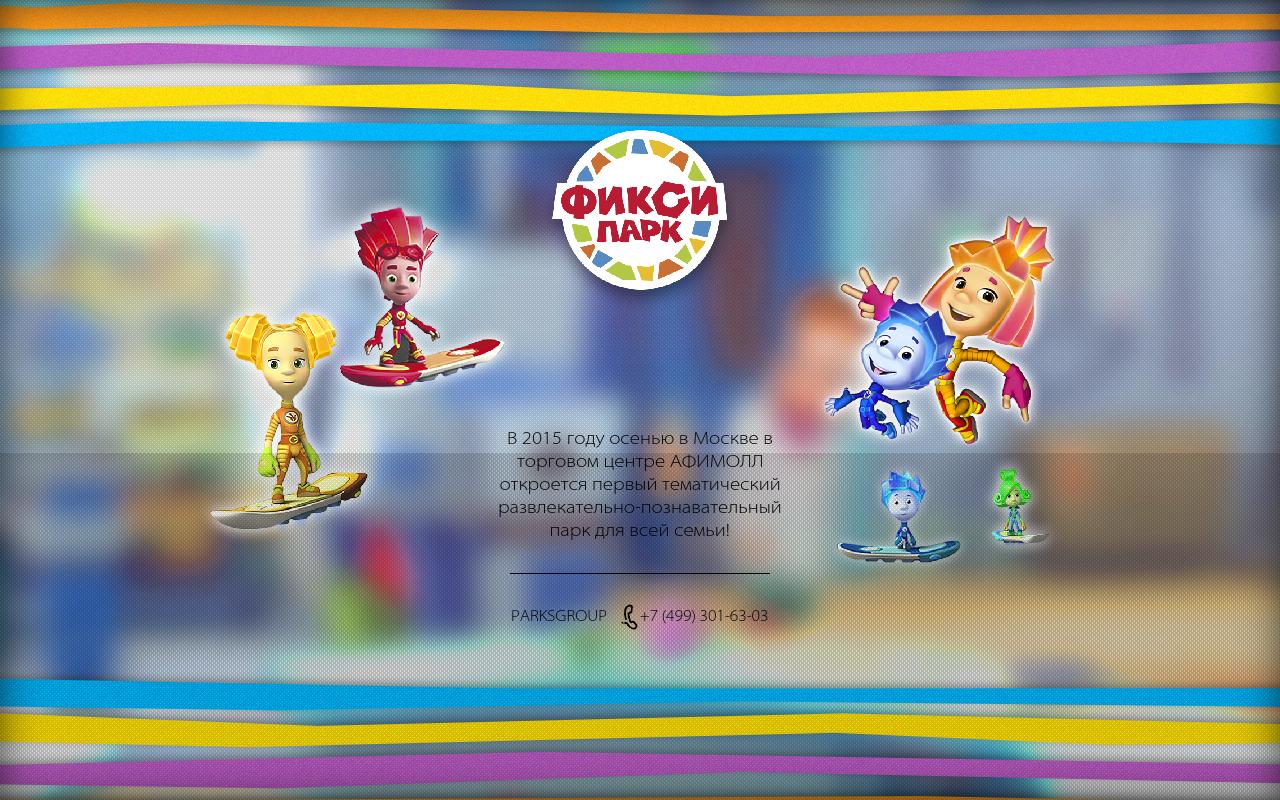 ФИКСИ
ПАРК
В 2015 году осенью в Москве в
торговом центре АФИМОЛЛ
откроется первый тематический
развлекательно-познавательный
парк для всей семьи!
PARKSGROUP +7 (499) 301-63-03